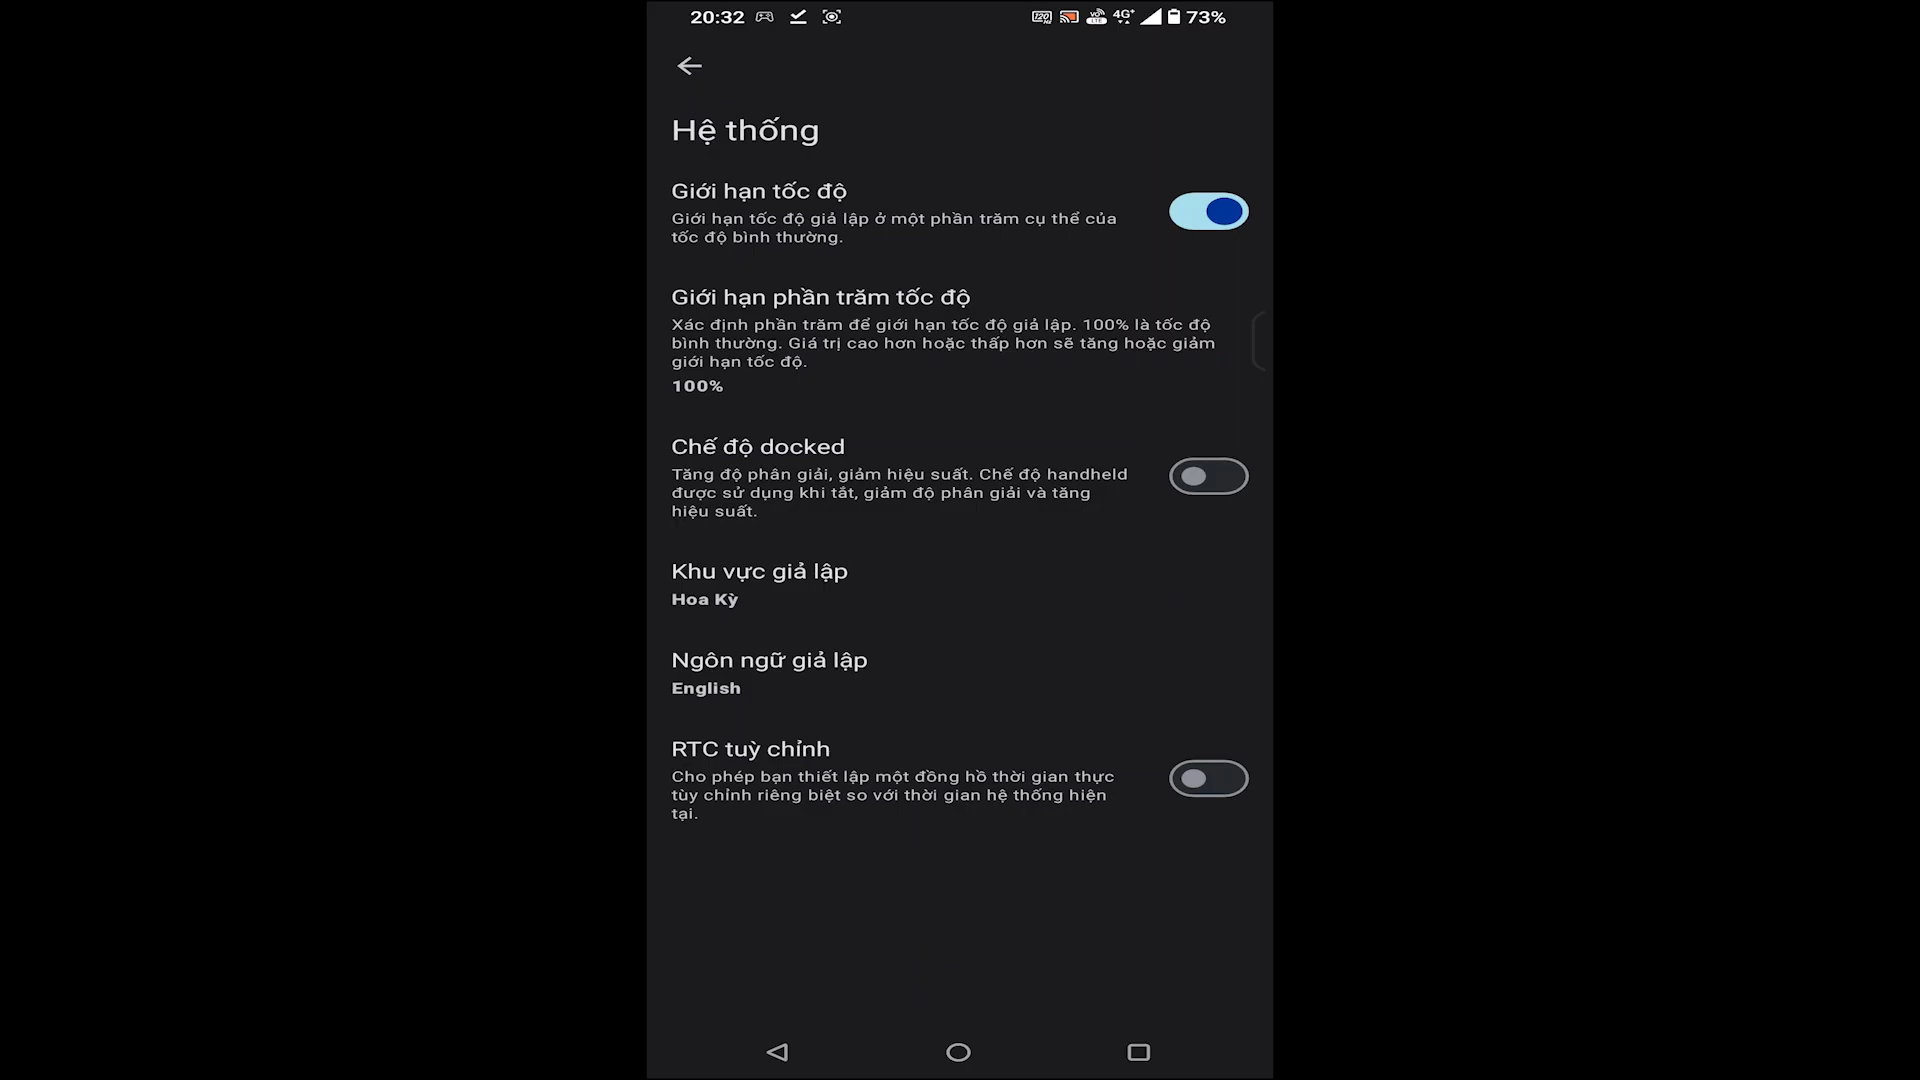 20:32 120 Hz VO LTE 4G+ 73%
Hệ thống
Giới hạn tốc độ
Giới hạn tốc độ giả lập ở một phần trăm cụ thể của
tốc độ bình thường.
Giới hạn phần trăm tốc độ
Xác định phần trăm để giới hạn tốc độ giả lập. 100% là tốc độ
bình thường. Giá trị cao hơn hoặc thấp hơn sẽ tăng hoặc giảm
giới hạn tốc độ.
100%
Chế độ docked
Tăng độ phân giải, giảm hiệu suất. Chế độ handheld
được sử dụng khi tắt, giảm độ phân giải và tăng
hiệu suất.
Khu vực giả lập
Hoa Kỳ
Ngôn ngữ giả lập
English
RTC tuỳ chỉnh
Cho phép bạn thiết lập một đồng hồ thời gian thực
tùy chỉnh riêng biệt so với thời gian hệ thống hiện
tại.